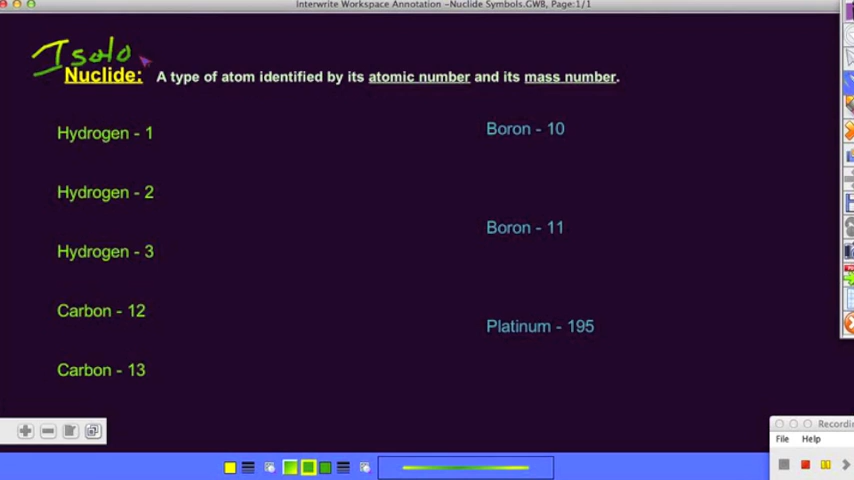 Interwrite Workspace Annotation -Nuclide Symbols.GWB, Page:1/1
Isoto
Nuclide: A type of atom identified by its atomic number and its mass number.
Hydrogen - 1
Hydrogen - 2
Hydrogen - 3
Carbon - 12
Carbon - 13
Boron - 10
Boron - 11
Platinum - 195
Recordin
File Help